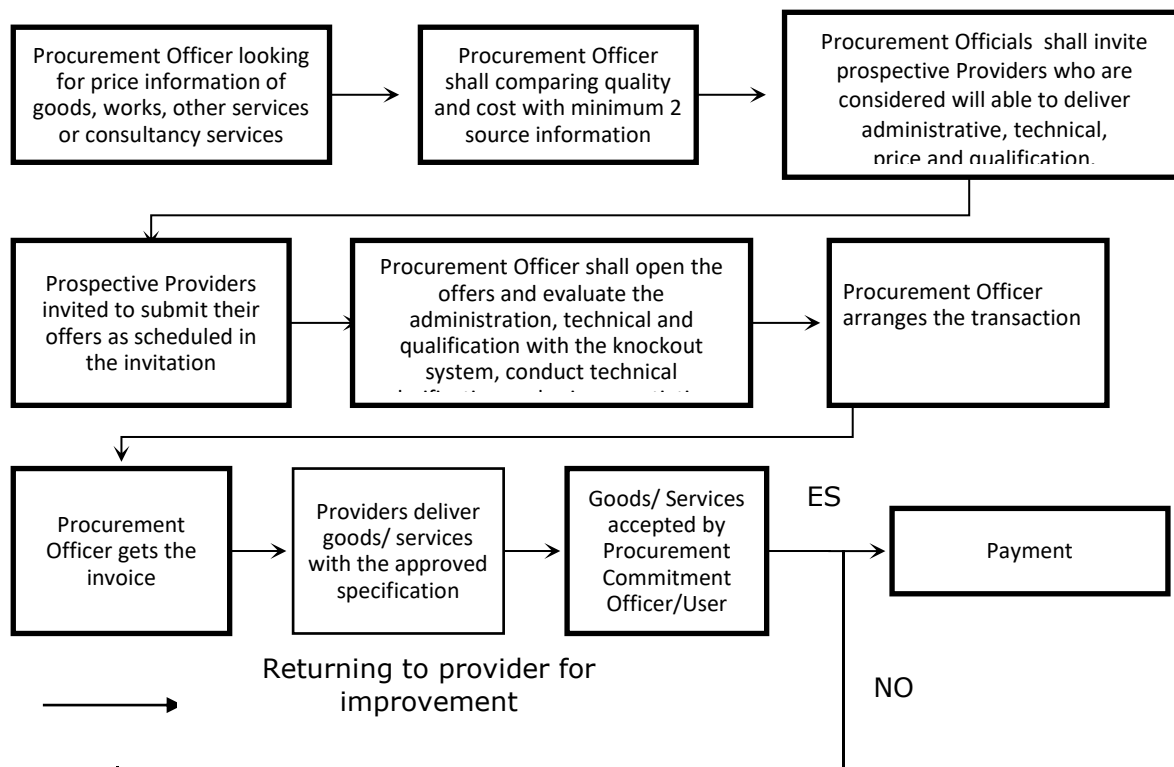 Procurement Officer looking
for price information of
goods, works, other services
or consultancy services
Procurement Officer
shall comparing quality
and cost with minimum 2
source information
Procurement Officials shall invite
prospective Providers who are
considered will able to deliver
administrative, technical,
price and qualification.
Prospective Providers
invited to submit their
offers as scheduled in
the invitation
Procurement Officer shall open the
offers and evaluate the
administration, technical and
qualification with the knockout
system, conduct technical
Procurement Officer
arranges the transaction
Procurement
Officer gets the
invoice
Providers deliver
goods/ services
with the approved
specification
Goods/ Services
accepted by
Procurement
Commitment
Officer/User
ES
Payment
NO
Returning to provider for
improvement